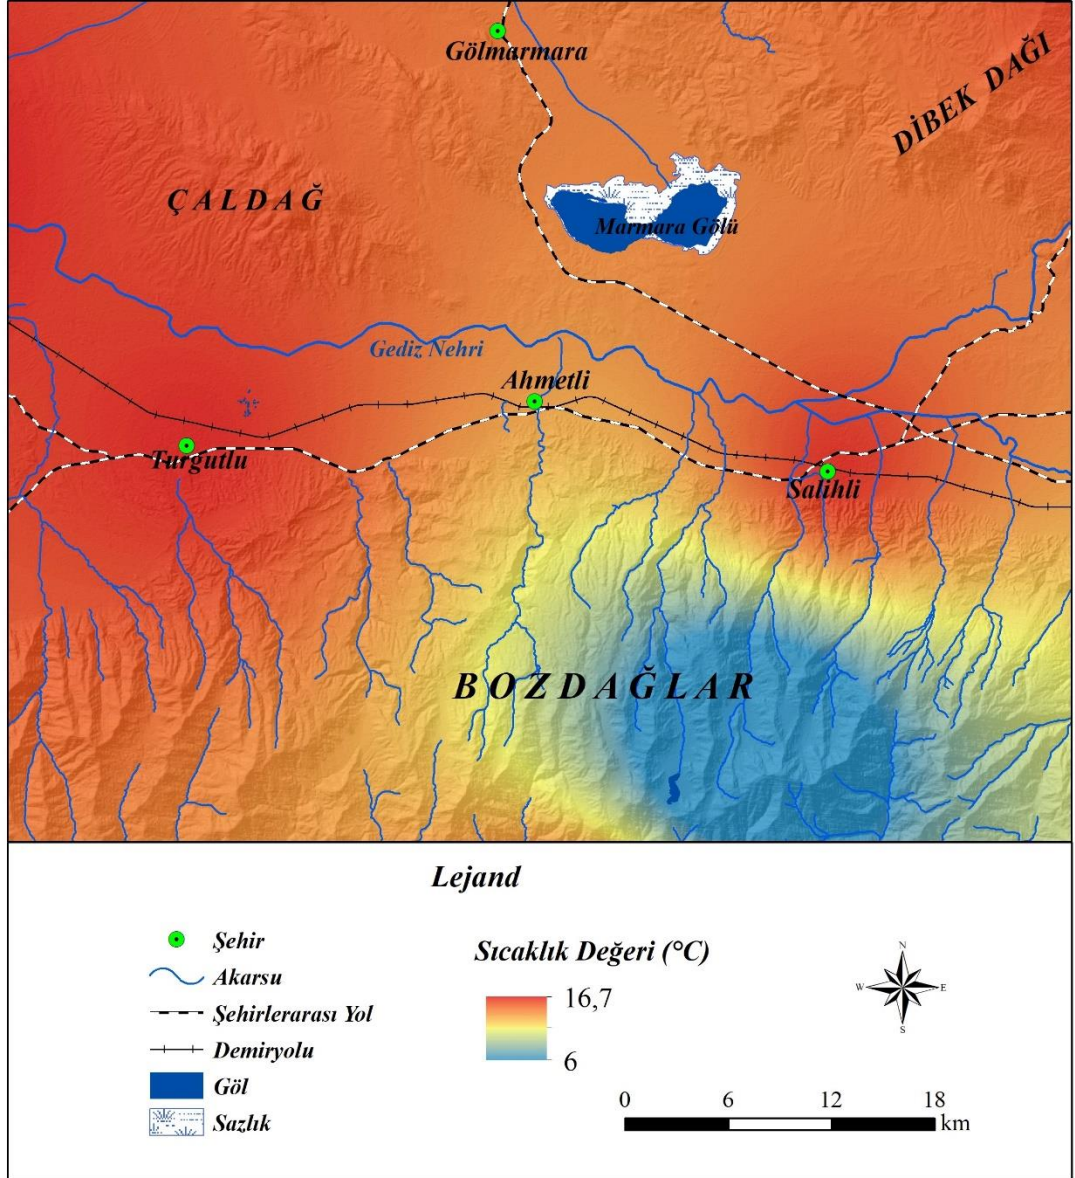 Gölmarmara
DİBEK DAĞI
ÇALDAĞ
Marmara Gölü
Gediz Nehri
Ahmetli
Turgutlu
Salihli
BOZDAĞLAR
Lejand
Şehir
Akarsu
Şehirlerarası Yol
Demiryolu
Göl
Sazlık
Sıcaklık Değeri (°C)
16,7
6
N
W E
S
0 6 12 18
km